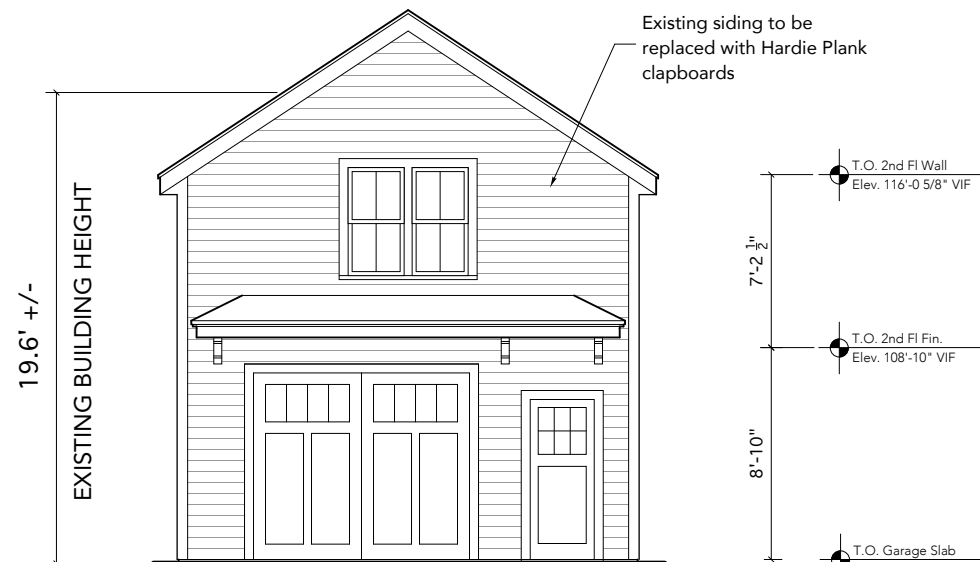 Existing siding to be
replaced with Hardie Plank
clapboards
19.6' +/-
EXISTING BUILDING HEIGHT
T.O. 2nd Fl Wall
Elev. 116'-0 5/8" VIF
7'-2 1/2"
T.O. 2nd Fl Fin.
Elev. 108'-10" VIF
8'-10"
T.O. Garage Slab